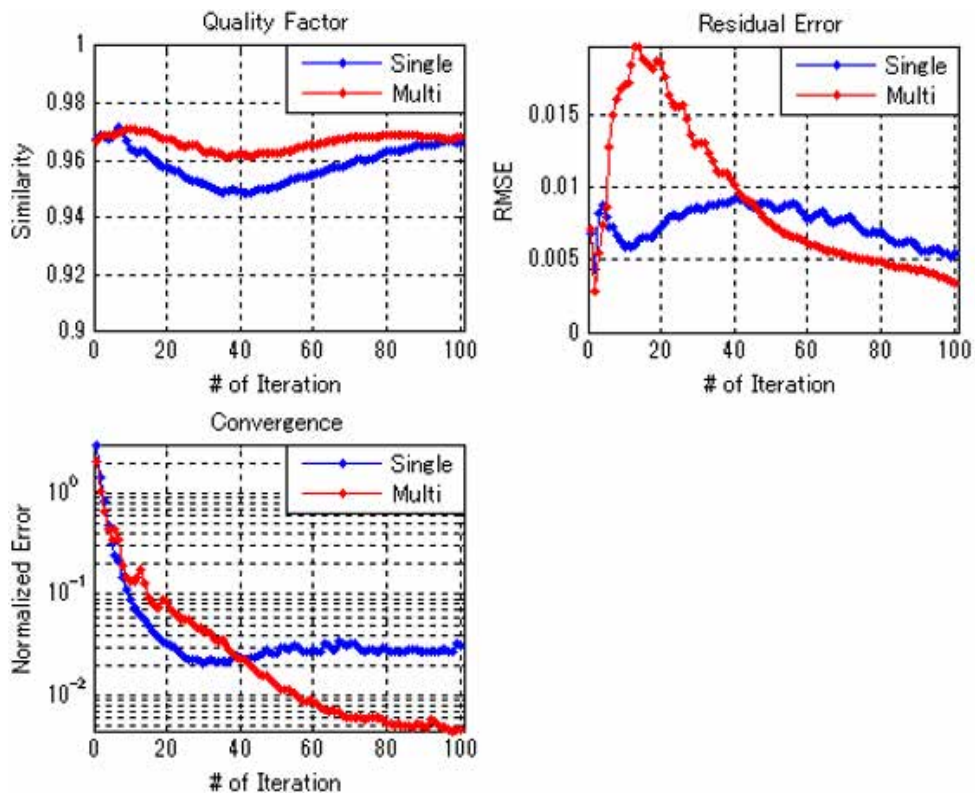 Quality Factor
1
0.98
0.96
0.94
0.92
0.9
Similarity
Single
Multi
0 20 40 60 80 100
# of Iteration
Residual Error
0.015
0.01
0.005
0
RMSE
Single
Multi
0 20 40 60 80 100
# of Iteration
Convergence
10^0
10^-1
10^-2
Normalized Error
Single
Multi
0 20 40 60 80 100
# of Iteration